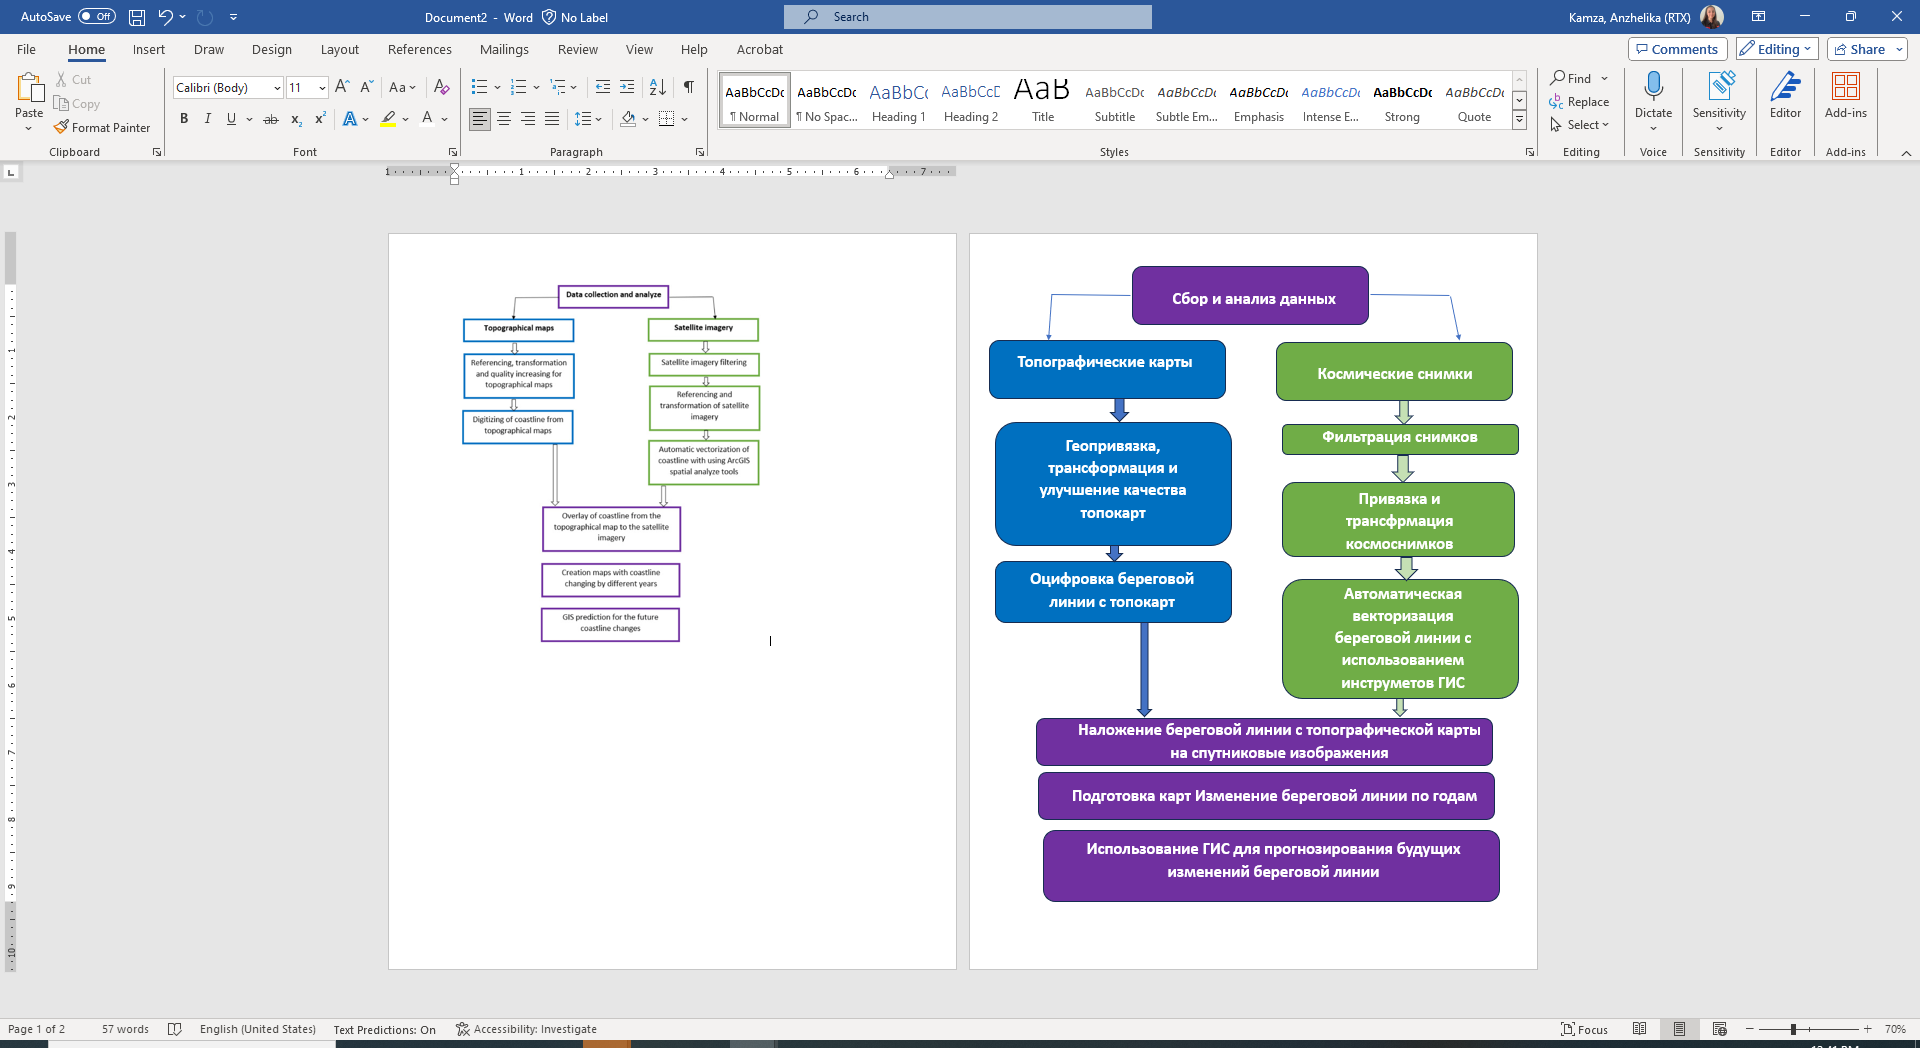 AutoSave Off Document2 - Word No Label Search Kamza, Anzhelika (RTX)
File Home Insert Draw Design Layout References Mailings Review View Help Acrobat Comments Editing Share
Paste Cut Copy Format Painter
Calibri (Body) 11
AaBbCcDc AaBbCcDc AaBbCc AaBbCcD AaB AaBbCcDc AaBbCcDc AaBbCcDc AaBbCcDc AaBbCcDc AaBbCcDc
¶ Normal ¶ No Spac... Heading 1 Heading 2 Title Subtitle Subtle Em... Emphasis Intense E... Strong Quote
Find Replace Select
Dictate Sensitivity Editor Add-ins
Clipboard Font Paragraph Styles Editing Voice Sensitivity Editor Add-ins
Data collection and analyze
Topographical maps
Referencing, transformation
and quality increasing for
topographical maps
Digitizing of coastline from
topographical maps
Satellite imagery
Satellite imagery filtering
Referencing and
transformation of satellite
imagery
Automatic vectorization of
coastline with using ArcGIS
spatial analyze tools
Overlay of coastline from the
topographical map to the satellite
imagery
Creation maps with coastline
changing by different years
GIS prediction for the future
coastline changes
Сбор и анализ данных
Топографические карты
Геопривязка,
трансформация и
улучшение качества
топокарт
Оцифровка береговой
линии с топокарт
Космические снимки
Фильтрация снимков
Привязка и
трансфрмация
космоснимков
Автоматическая
векторизация
береговой линии с
использованием
инструметов ГИС
Наложение береговой линии с топографической карты
на спутниковые изображения
Подготовка карт Изменение береговой линии по годам
Использование ГИС для прогнозирования будущих
изменений береговой линии
Page 1 of 2 57 words English (United States) Text Predictions: On Accessibility: Investigate Focus 70%